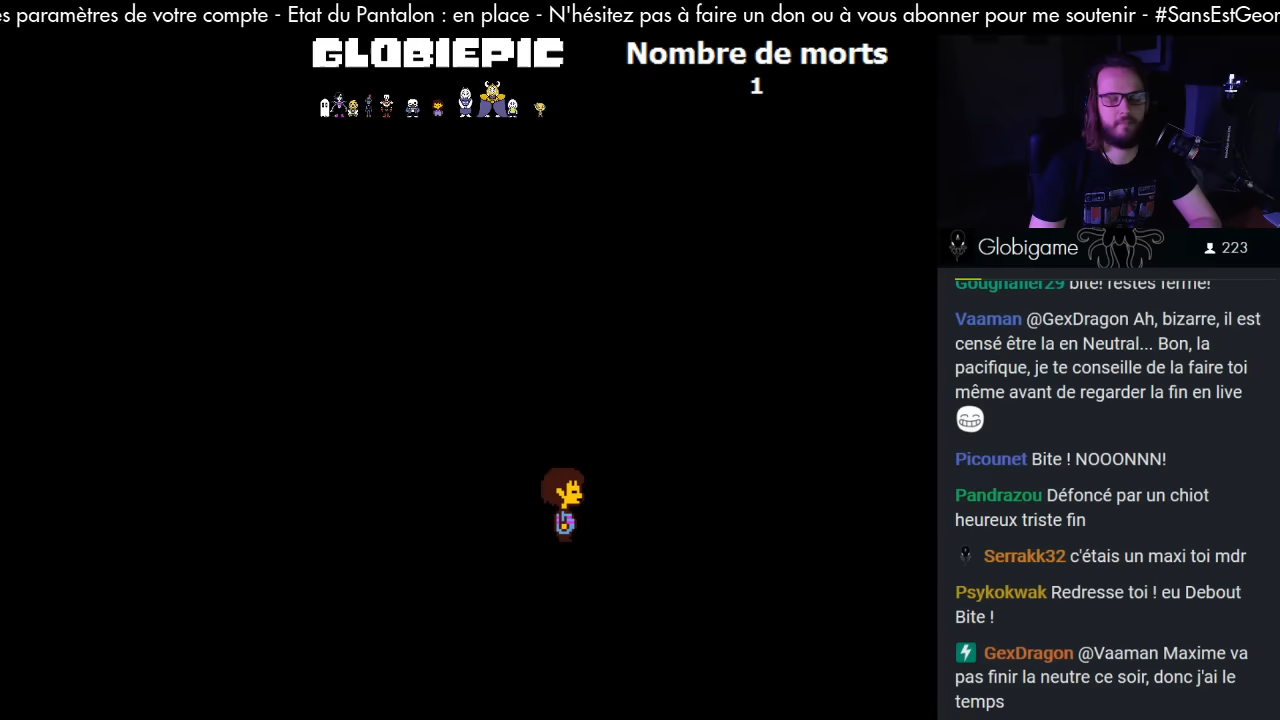 s paramètres de votre compte - Etat du Pantalon : en place - N'hésitez pas à faire un don ou à vous abonner pour me soutenir - #SansEstGeor
GLOBIEPIC
Nombre de morts
1
Globigame
223
Gougnafier29 bite! restes ferme!
Vaaman @GexDragon Ah, bizarre, il est
censé être la en Neutral... Bon, la
pacifique, je te conseille de la faire toi
même avant de regarder la fin en live
Picounet Bite ! NOOONNN!
Pandrazou Défoncé par un chiot
heureux triste fin
Serrakk32 c'étais un maxi toi mdr
Psykokwak Redresse toi ! eu Debout
Bite !
GexDragon @Vaaman Maxime va
pas finir la neutre ce soir, donc j'ai le
temps